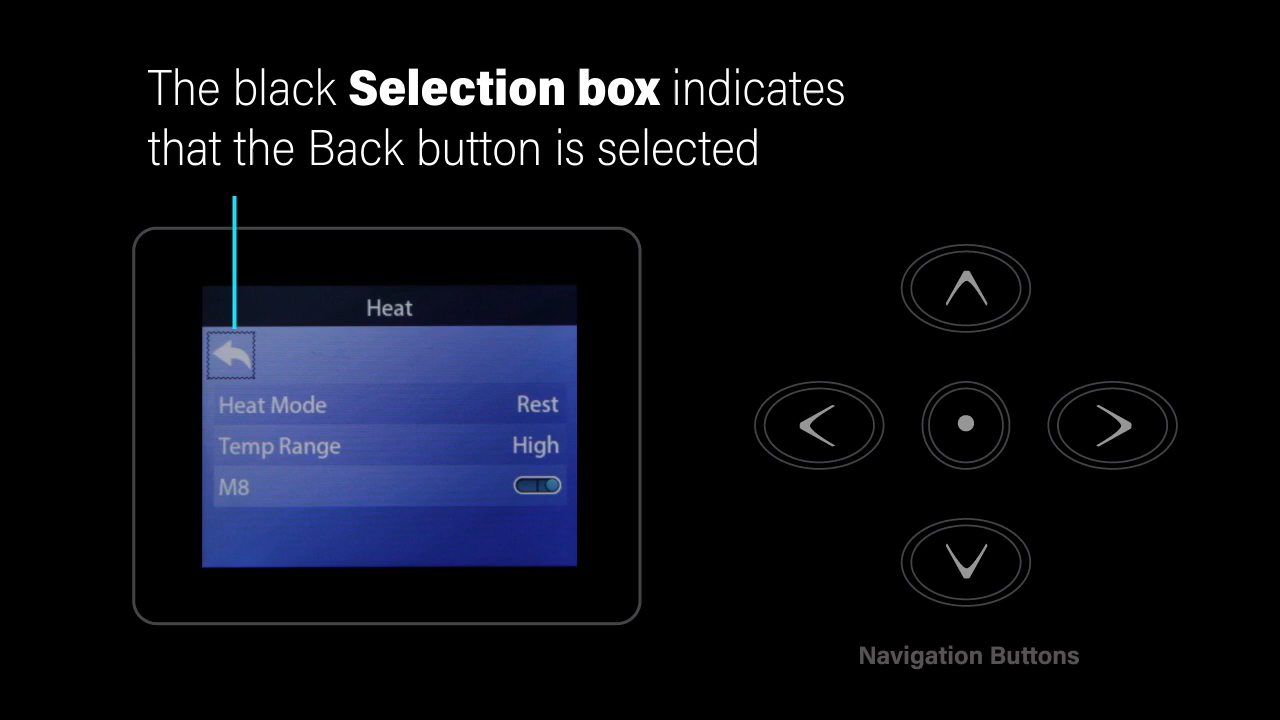 The black Selection box indicates
that the Back button is selected
Heat
Heat Mode Rest
Temp Range High
M8
Navigation Buttons